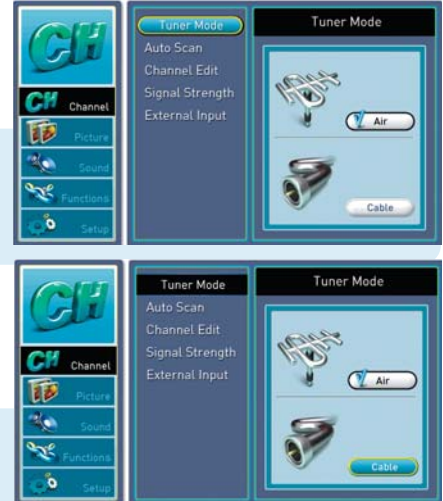 CH
CH Channel
Picture
Sound
Functions
Setup
Tuner Mode
Auto Scan
Channel Edit
Signal Strength
External Input
Tuner Mode
Air
Cable
CH
CH Channel
Picture
Sound
Functions
Setup
Tuner Mode
Auto Scan
Channel Edit
Signal Strength
External Input
Tuner Mode
Air
Cable